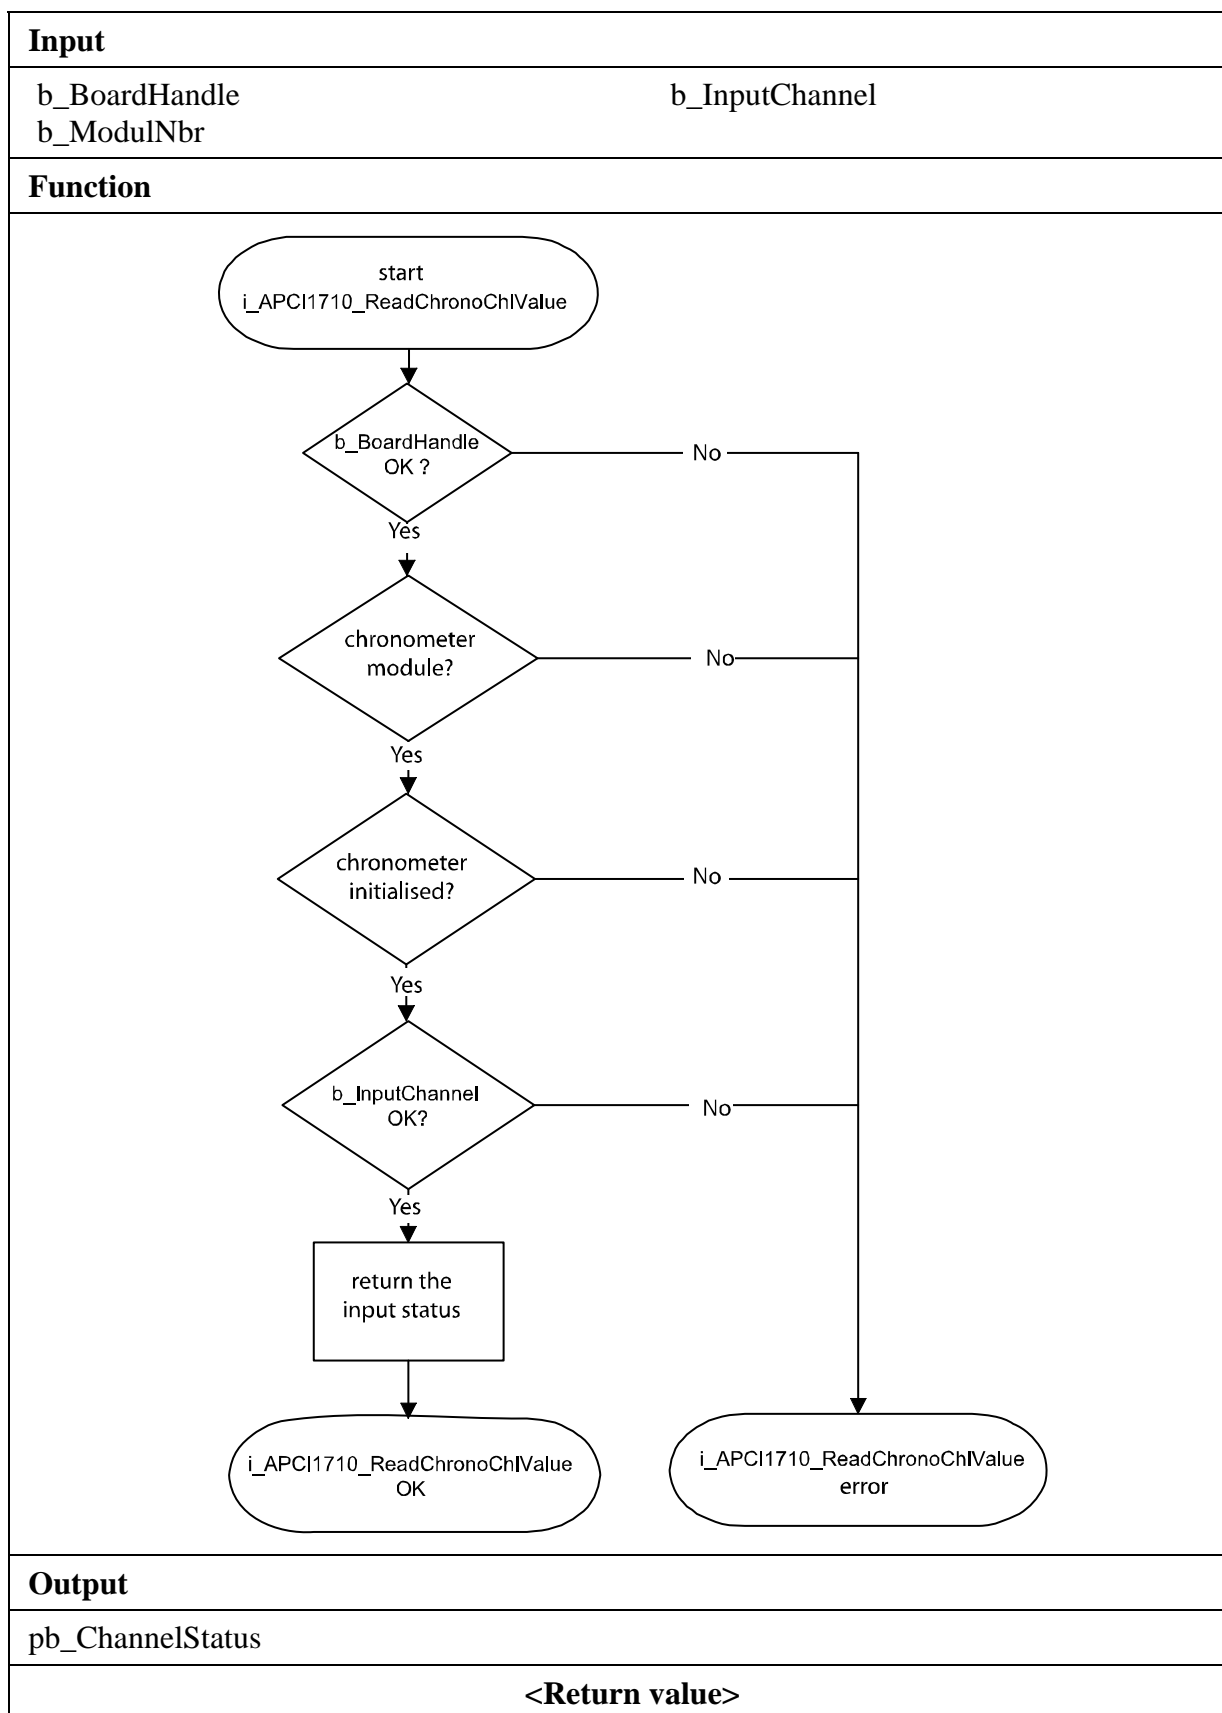 Input
b_BoardHandle b_InputChannel
b_ModulNbr
Function
start
i_APCI1710_ReadChronoChlValue
b_BoardHandle
OK ?
No
Yes
chronometer
module?
No
Yes
chronometer
initialised?
No
Yes
b_InputChannel
OK?
No
Yes
return the
input status
i_APCI1710_ReadChronoChlValue
OK
i_APCI1710_ReadChronoChlValue
error
Output
pb_ChannelStatus
<Return value>